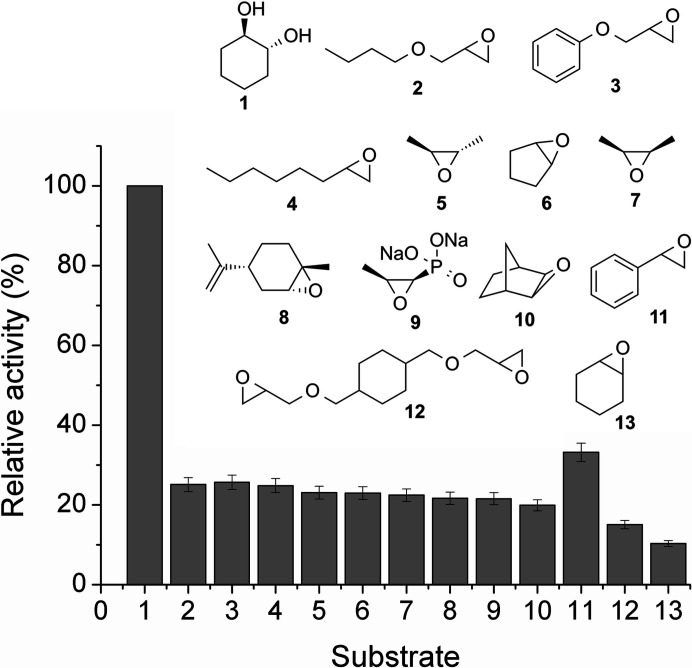 OH
OH
1
O
O
2
O
O
3
O
4
O
5
O
6
O
7
O
8
ONa
NaO
P
O
O
9
O
10
O
11
O
O
O
O
12
O
13
Relative activity (%)
100
80
60
40
20
0
0 1 2 3 4 5 6 7 8 9 10 11 12 13
Substrate